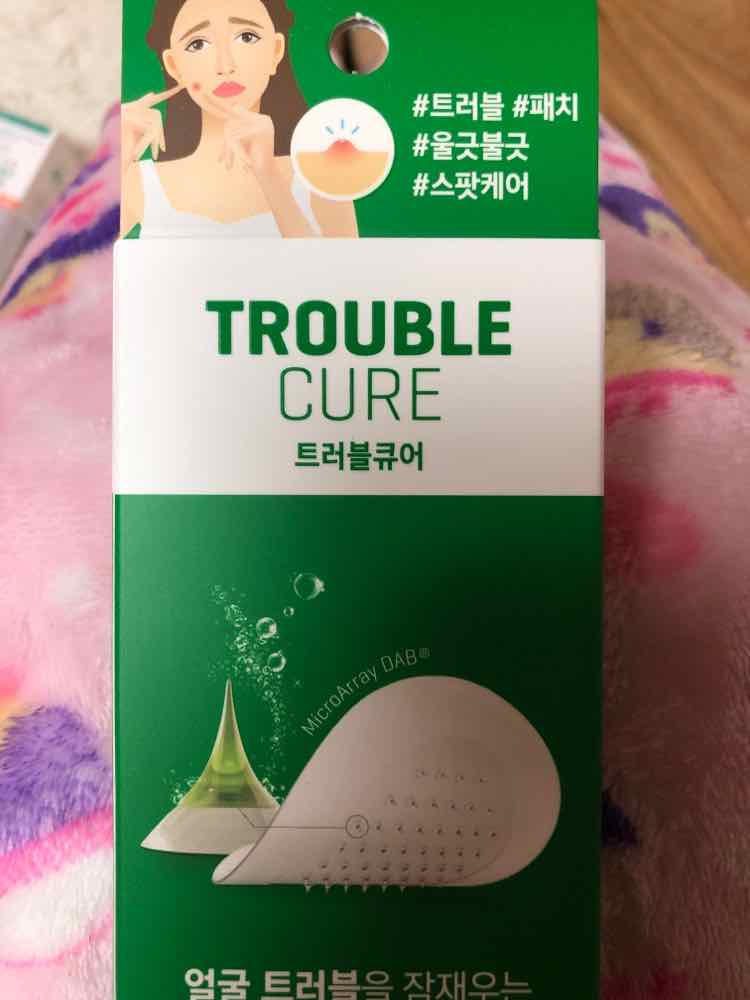 #트러블 #패치
#울긋불긋
#스팟케어
TROUBLE
CURE
트러블큐어
MicroArray DAB®
얼굴 트러블을 잠재우는